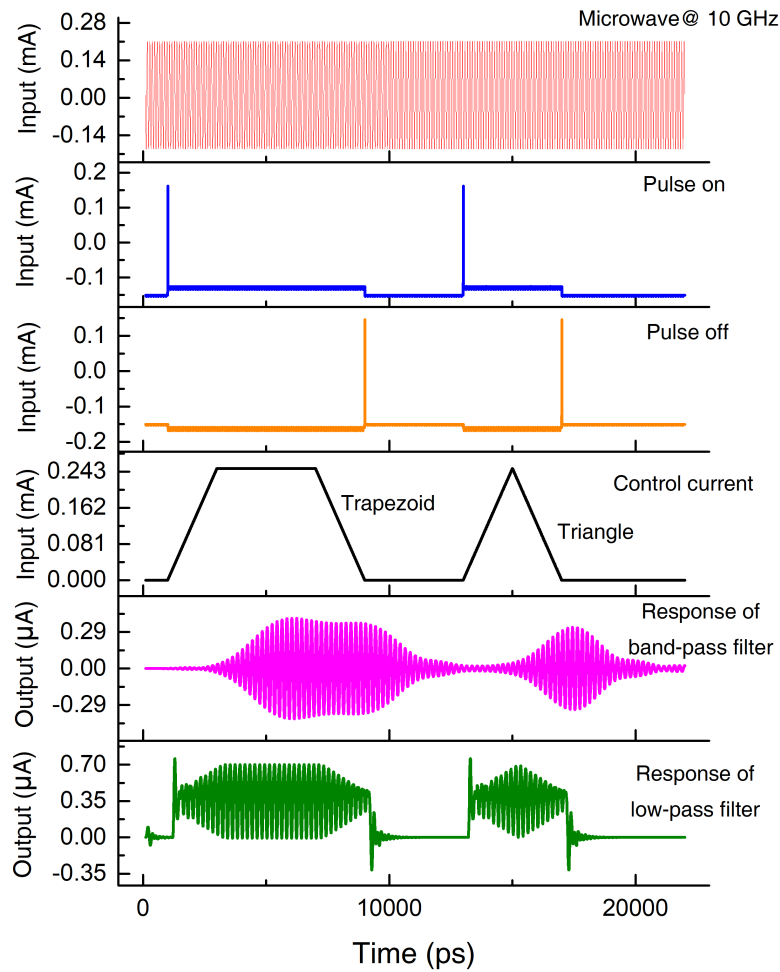 Microwave@ 10 GHz
Input (mA)
0.28
0.14
0.00
-0.14
Pulse on
Input (mA)
0.2
0.1
0.0
-0.1
Pulse off
Input (mA)
0.1
0.0
-0.1
-0.2
Control current
Trapezoid
Triangle
Input (mA)
0.243
0.162
0.081
0.000
Response of
band-pass filter
Output (µA)
0.29
0.00
-0.29
Response of
low-pass filter
Output (µA)
0.70
0.35
0.00
-0.35
0
10000
20000
Time (ps)